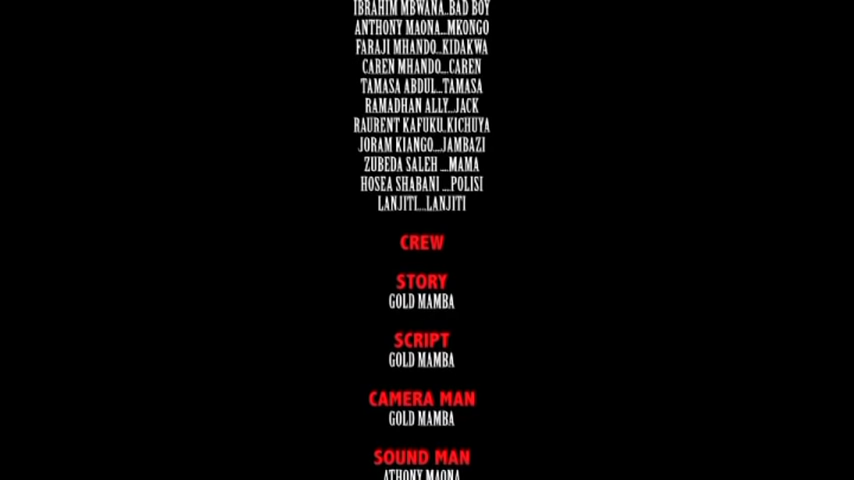 IBRAHIM MBWANA..BAD BOY
ANTHONY MAONA...MKONGO
FARAJI MHANDO...KIDAKWA
CAREN MHANDO....CAREN
TAMASA ABDUL...TAMASA
RAMADHAN ALLY...JACK
RAURENT KAFUKU..KICHUYA
JORAM KIANGO....JAMBAZI
ZUBEDA SALEH ....MAMA
HOSEA SHABANI ....POLISI
LANJITI....LANJITI
CREW
STORY
GOLD MAMBA
SCRIPT
GOLD MAMBA
CAMERA MAN
GOLD MAMBA
SOUND MAN
ATHONY MAONA